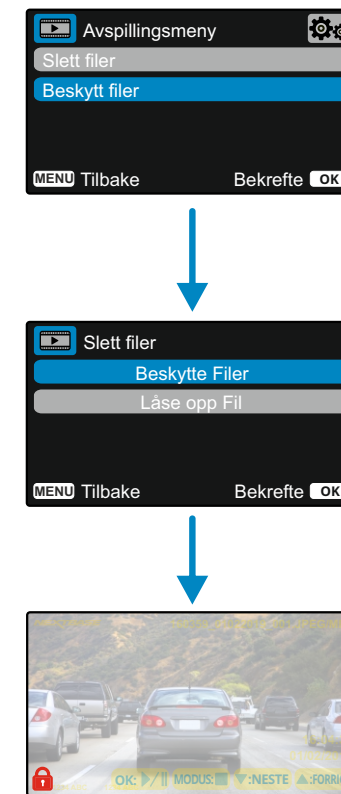 Avspillingsmeny
Slett filer
Beskytt filer
MENU Tilbake Bekrefte OK
Slett filer
Beskytte Filer
Låse opp Fil
MENU Tilbake Bekrefte OK
OK: / MODUS: :NESTE :FORRI